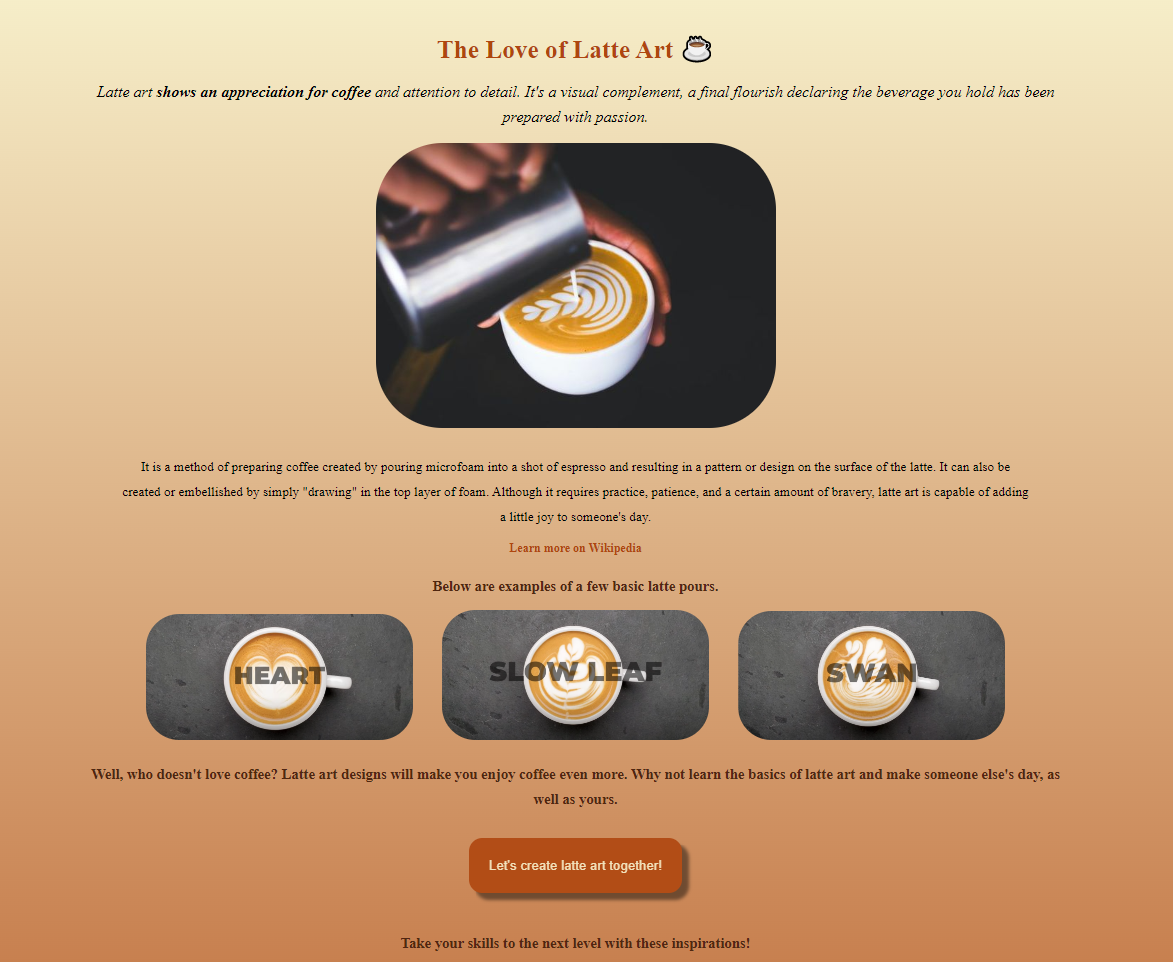 The Love of Latte Art ☕
Latte art shows an appreciation for coffee and attention to detail. It's a visual complement, a final flourish declaring the beverage you hold has been
prepared with passion.
It is a method of preparing coffee created by pouring microfoam into a shot of espresso and resulting in a pattern or design on the surface of the latte. It can also be
created or embellished by simply "drawing" in the top layer of foam. Although it requires practice, patience, and a certain amount of bravery, latte art is capable of adding
a little joy to someone's day.
Learn more on Wikipedia
Below are examples of a few basic latte pours.
HEART
SLOW LEAF
SWAN
Well, who doesn't love coffee? Latte art designs will make you enjoy coffee even more. Why not learn the basics of latte art and make someone else's day, as
well as yours.
Let's create latte art together!
Take your skills to the next level with these inspirations!